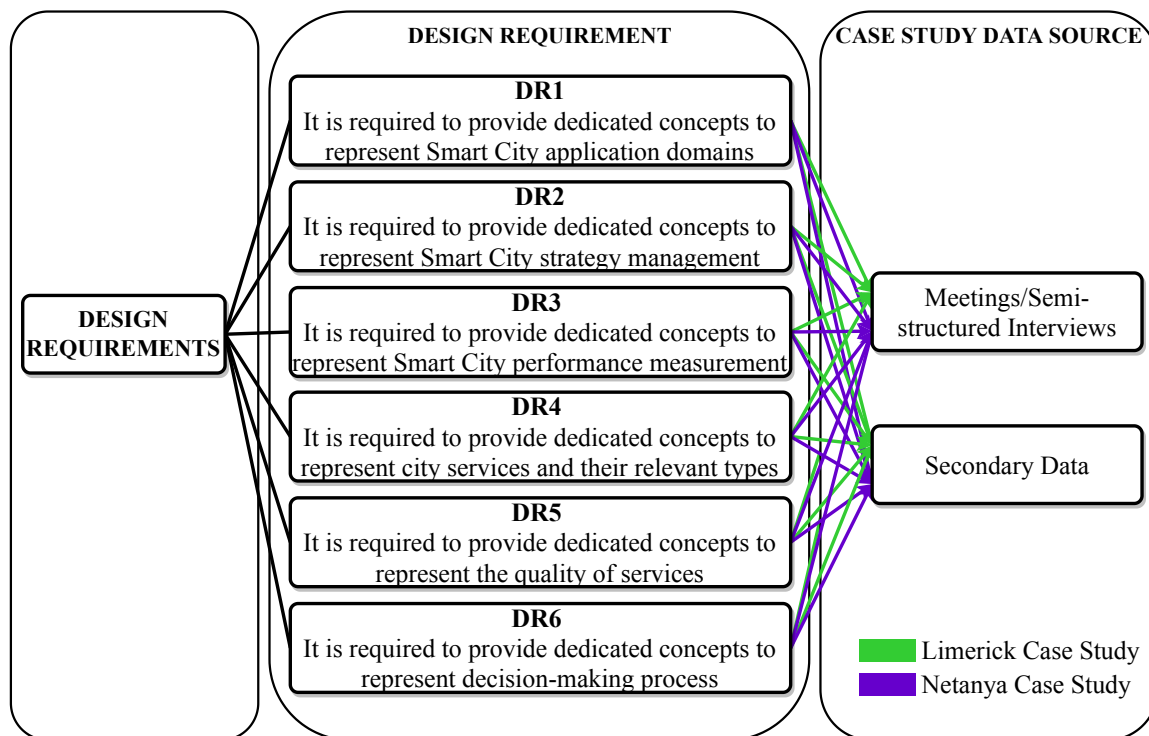 DESIGN REQUIREMENT
CASE STUDY DATA SOURCE
DESIGN
REQUIREMENTS
DR1
It is required to provide dedicated concepts to
represent Smart City application domains
DR2
It is required to provide dedicated concepts to
represent Smart City strategy management
DR3
It is required to provide dedicated concepts to
represent Smart City performance measurement
DR4
It is required to provide dedicated concepts to
represent city services and their relevant types
DR5
It is required to provide dedicated concepts to
represent the quality of services
DR6
It is required to provide dedicated concepts to
represent decision-making process
Meetings/Semi-
structured Interviews
Secondary Data
Limerick Case Study
Netanya Case Study